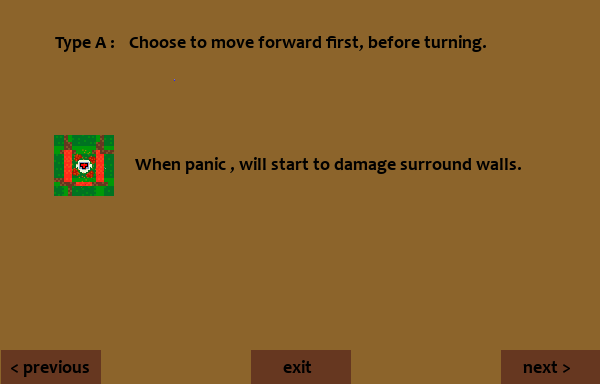 Type A : Choose to move forward first, before turning.
When panic , will start to damage surround walls.
< previous
exit
next >